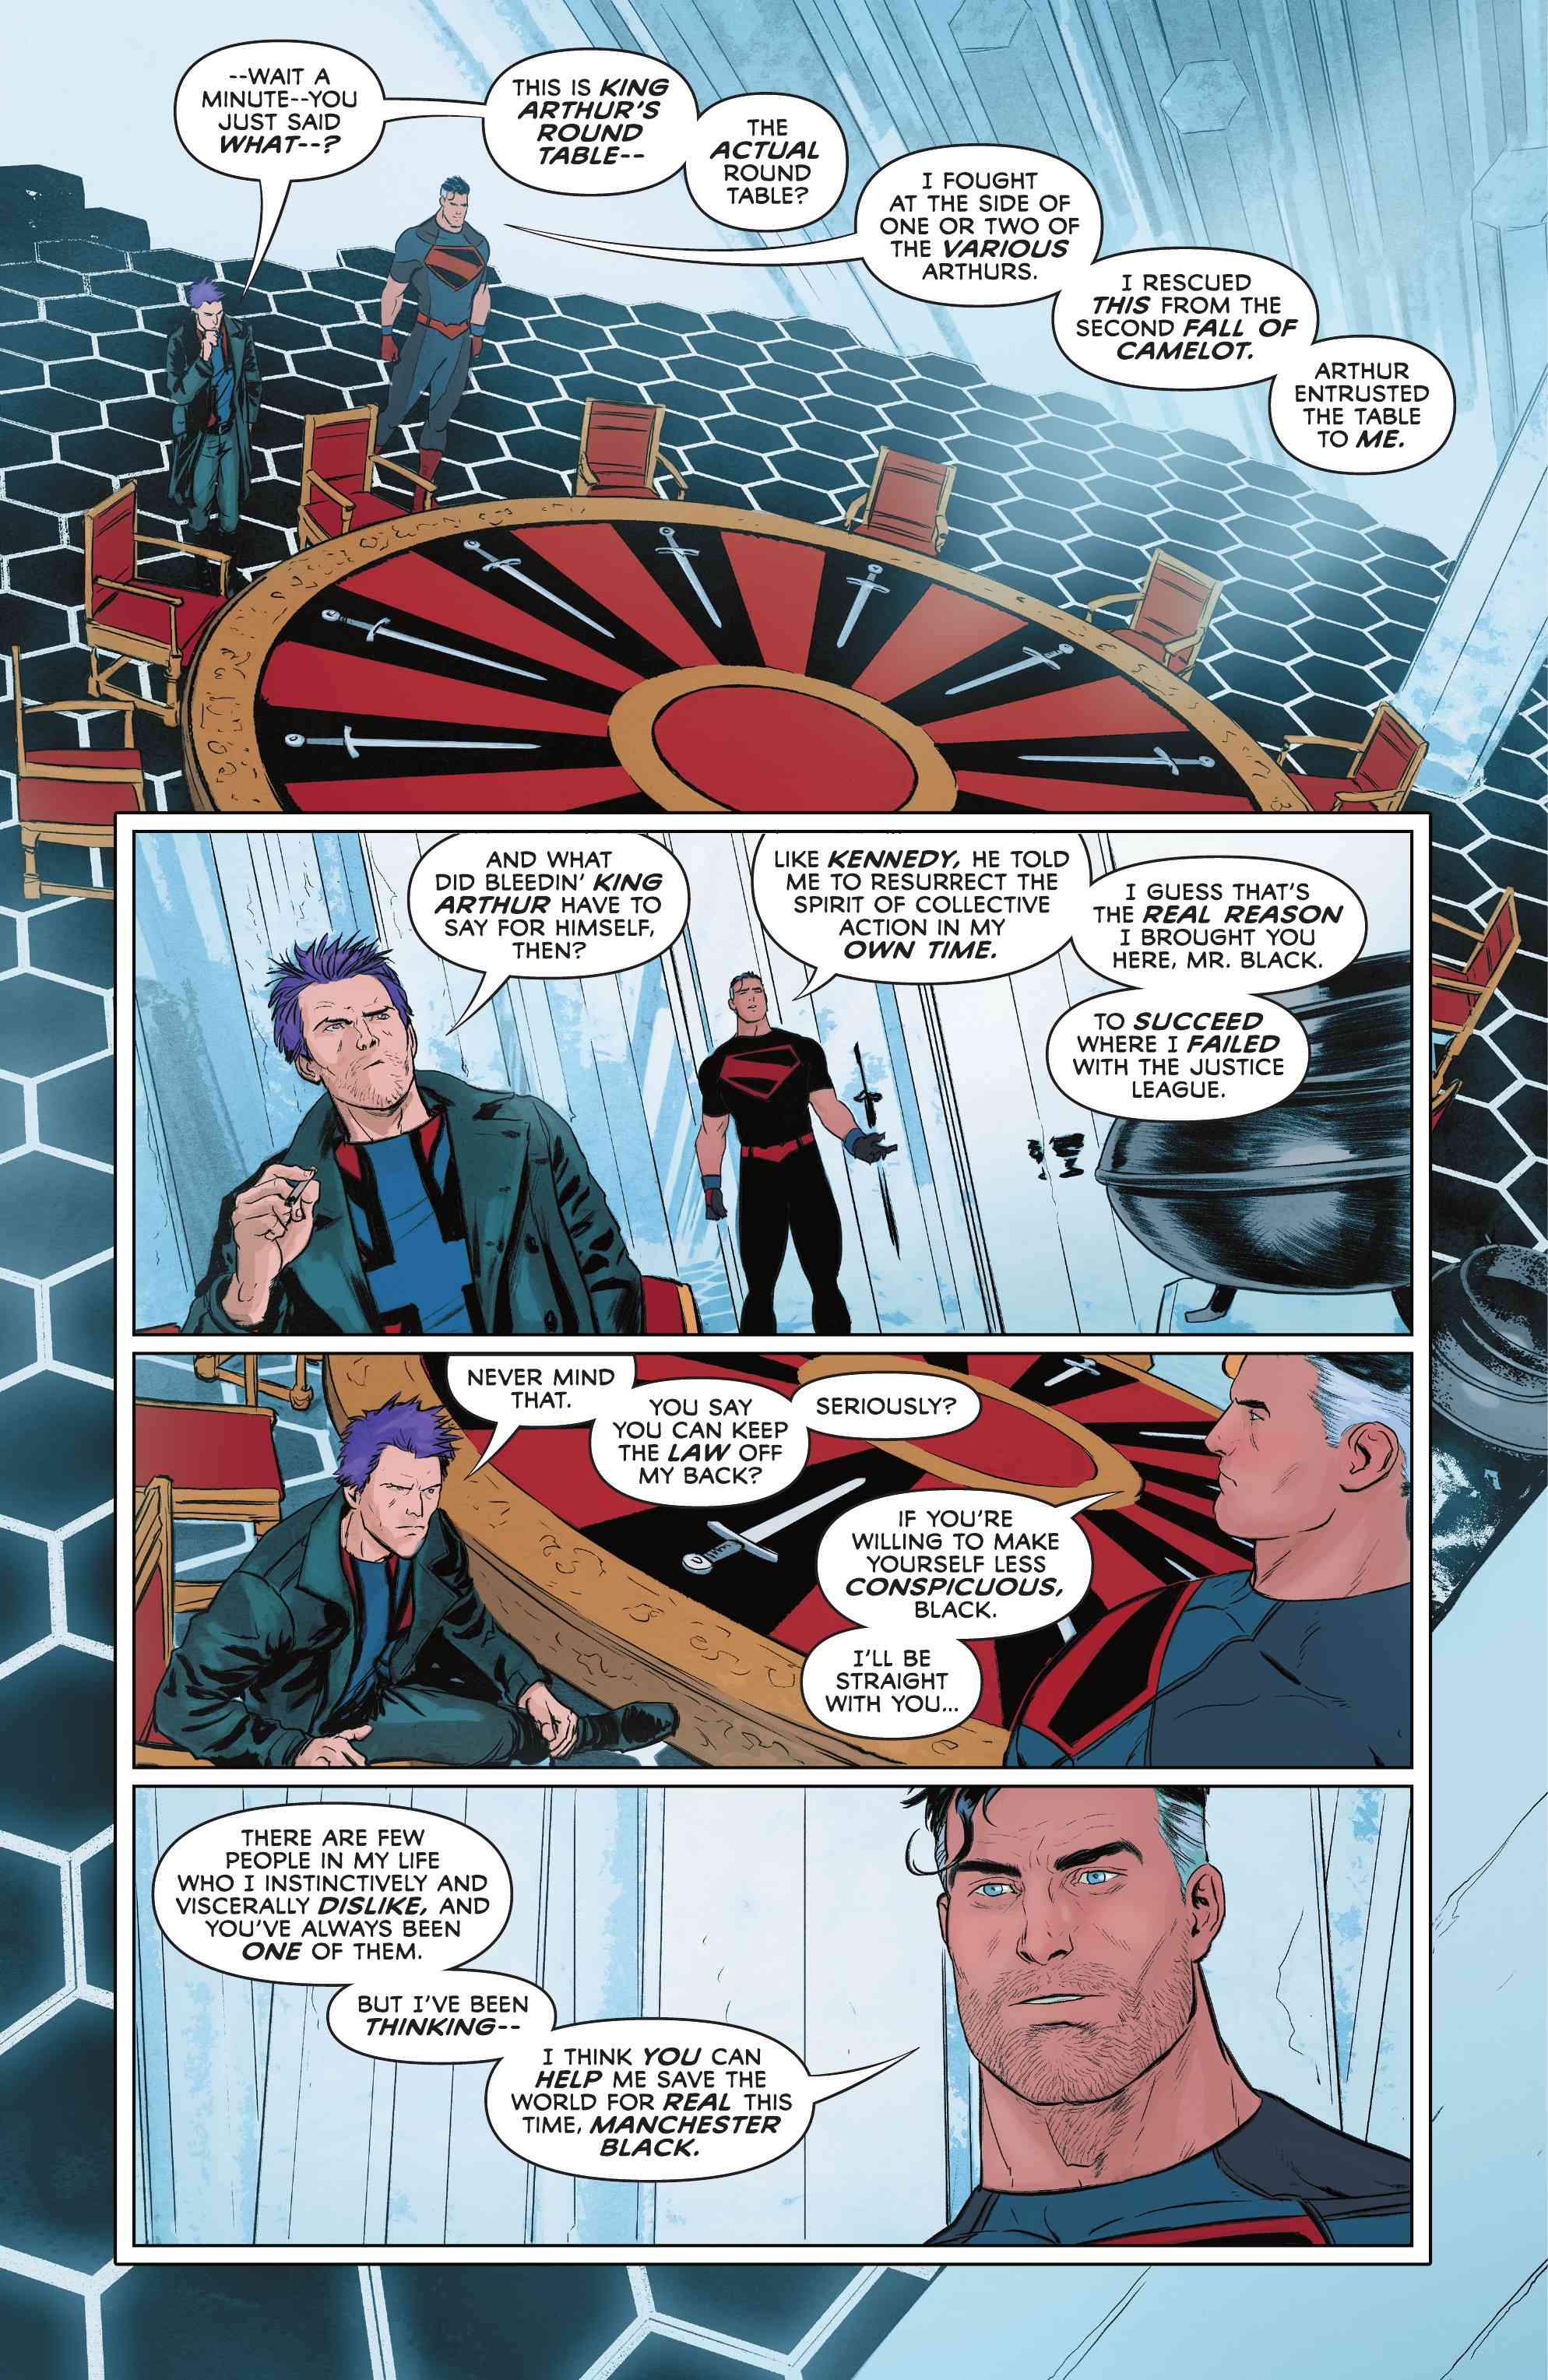 --WAIT A
MINUTE--YOU
JUST SAID
WHAT--?
THIS IS KING
ARTHUR'S
ROUND
TABLE--
THE
ACTUAL
ROUND
TABLE?
I FOUGHT
AT THE SIDE OF
ONE OR TWO OF
THE VARIOUS
ARTHURS.
I RESCUED
THIS FROM THE
SECOND FALL OF
CAMELOT.
ARTHUR
ENTRUSTED
THE TABLE
TO ME.
AND WHAT
DID BLEEDIN' KING
ARTHUR HAVE TO
SAY FOR HIMSELF,
THEN?
LIKE KENNEDY, HE TOLD
ME TO RESURRECT THE
SPIRIT OF COLLECTIVE
ACTION IN MY
OWN TIME.
I GUESS THAT'S
THE REAL REASON
I BROUGHT YOU
HERE, MR. BLACK.
TO SUCCEED
WHERE I FAILED
WITH THE JUSTICE
LEAGUE.
NEVER MIND
THAT.
YOU SAY
YOU CAN KEEP
THE LAW OFF
MY BACK?
SERIOUSLY?
IF YOU'RE
WILLING TO MAKE
YOURSELF LESS
CONSPICUOUS,
BLACK.
I'LL BE
STRAIGHT
WITH YOU...
THERE ARE FEW
PEOPLE IN MY LIFE
WHO I INSTINCTIVELY AND
VISCERALLY DISLIKE, AND
YOU'VE ALWAYS BEEN
ONE OF THEM.
BUT I'VE BEEN
THINKING--
I THINK YOU CAN
HELP ME SAVE THE
WORLD FOR REAL THIS
TIME, MANCHESTER
BLACK.